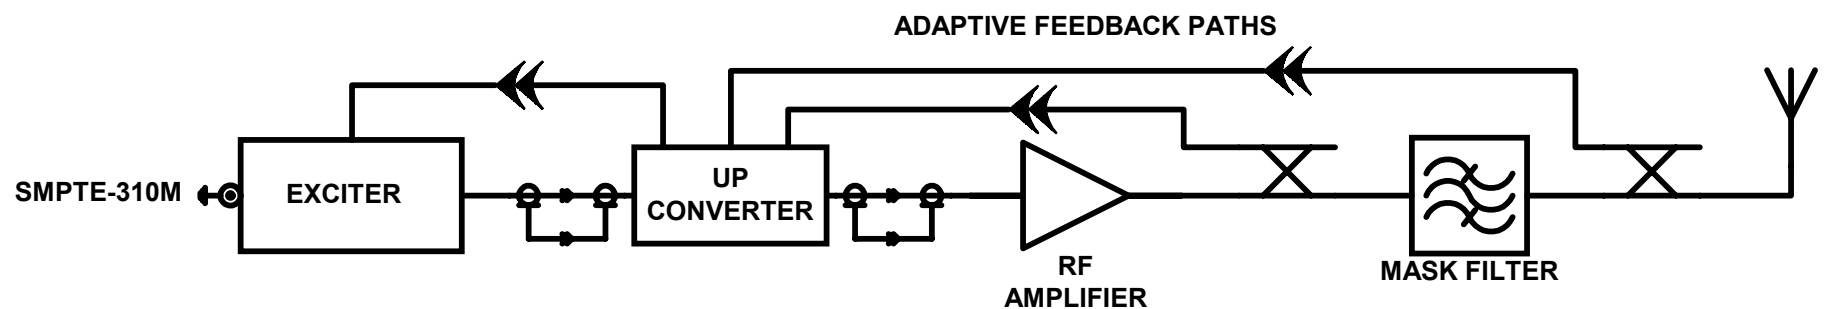 ADAPTIVE FEEDBACK PATHS
SMPTE-310M
EXCITER
UP
CONVERTER
RF
AMPLIFIER
MASK FILTER